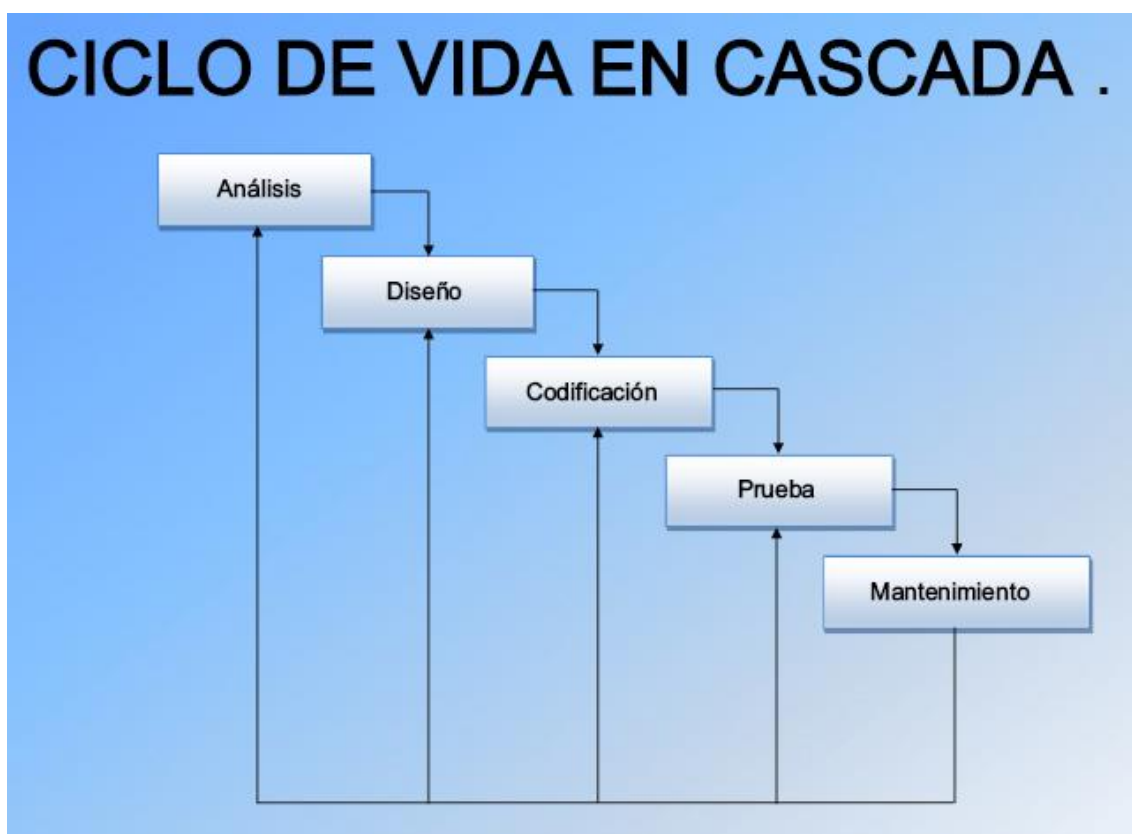 CICLO DE VIDA EN CASCADA .
Análisis
Diseño
Codificación
Prueba
Mantenimiento